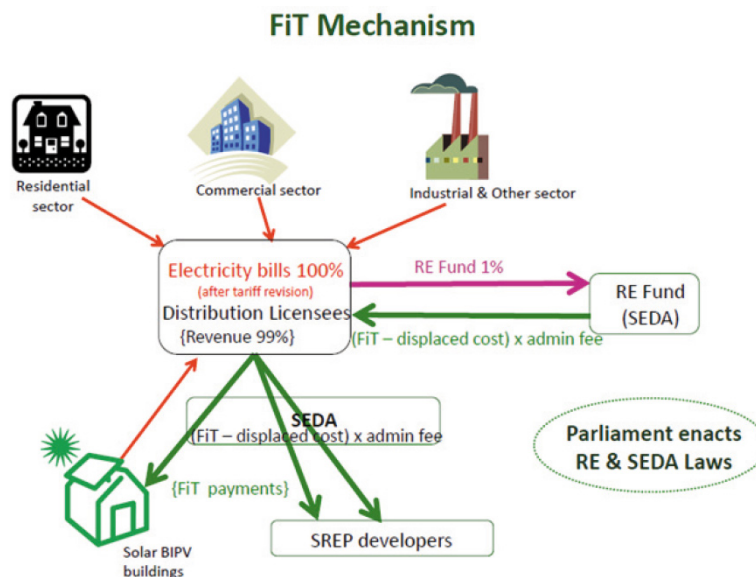 FiT Mechanism
Residential
sector
Commercial sector
Industrial & Other sector
Electricity bills 100%
(after tariff revision)
Distribution Licensees
{Revenue 99%}
RE Fund 1%
RE Fund
(SEDA)
(FiT – displaced cost) x admin fee
SEDA
(FiT – displaced cost) x admin fee
{FiT payments}
Parliament enacts
RE & SEDA Laws
Solar BIPV
buildings
SREP developers